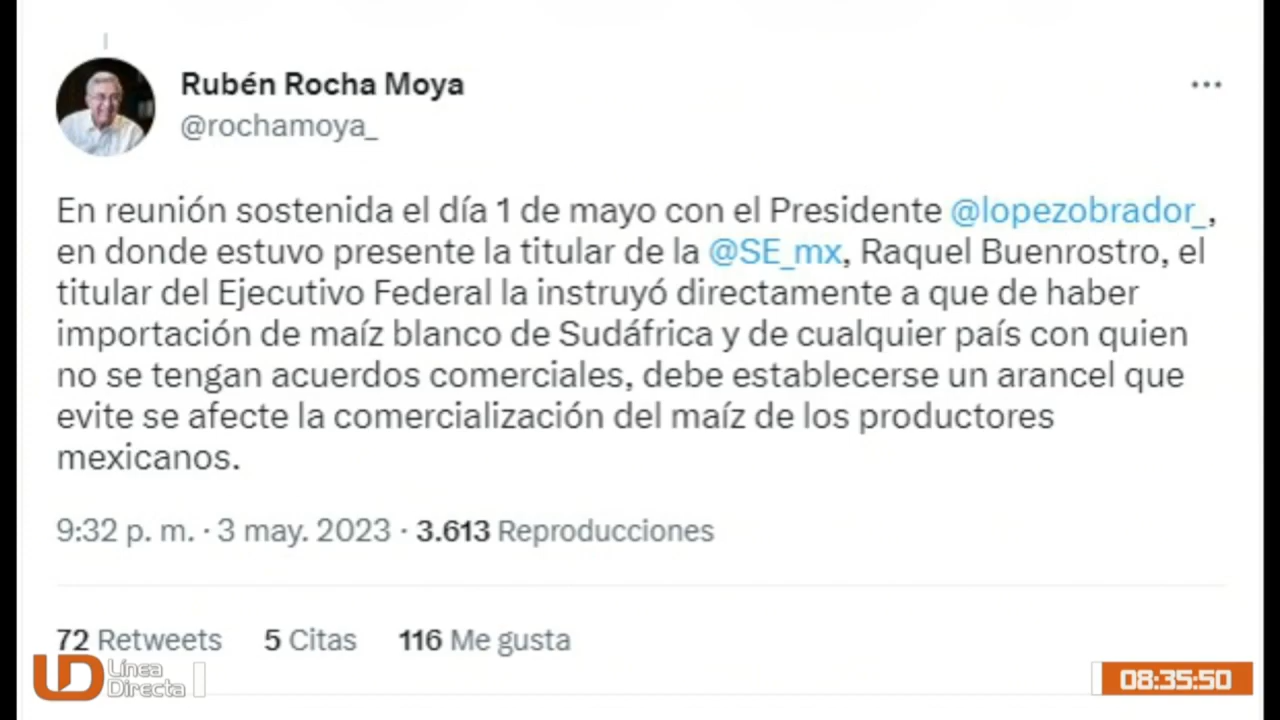 Rubén Rocha Moya
@rochamoya_
En reunión sostenida el día 1 de mayo con el Presidente @lopezobrador_,
en donde estuvo presente la titular de la @SE_mx, Raquel Buenrostro, el
titular del Ejecutivo Federal la instruyó directamente a que de haber
importación de maíz blanco de Sudáfrica y de cualquier país con quien
no se tengan acuerdos comerciales, debe establecerse un arancel que
evite se afecte la comercialización del maíz de los productores
mexicanos.
9:32 p. m. · 3 may. 2023 · 3.613 Reproducciones
72 Retweets 5 Citas 116 Me gusta
LD Línea
Directa
08:35:50